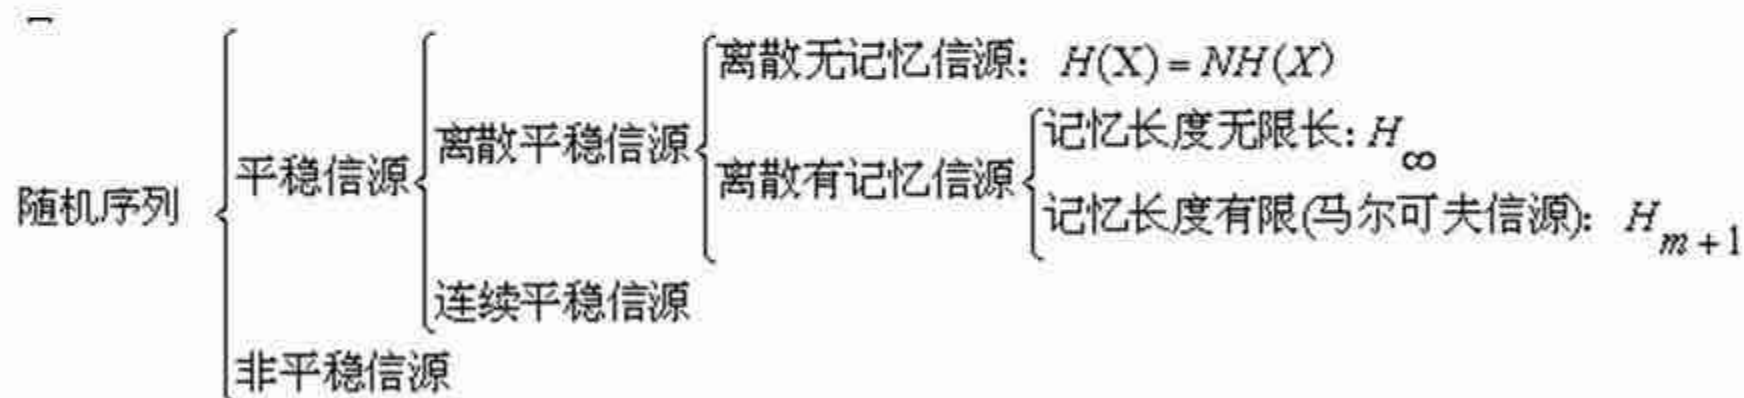 离散无记忆信源: H(X) = NH(X)
记忆长度无限长: H∞
离散平稳信源
平稳信源
离散有记忆信源
随机序列
记忆长度有限(马尔可夫信源): Hm+1
连续平稳信源
非平稳信源